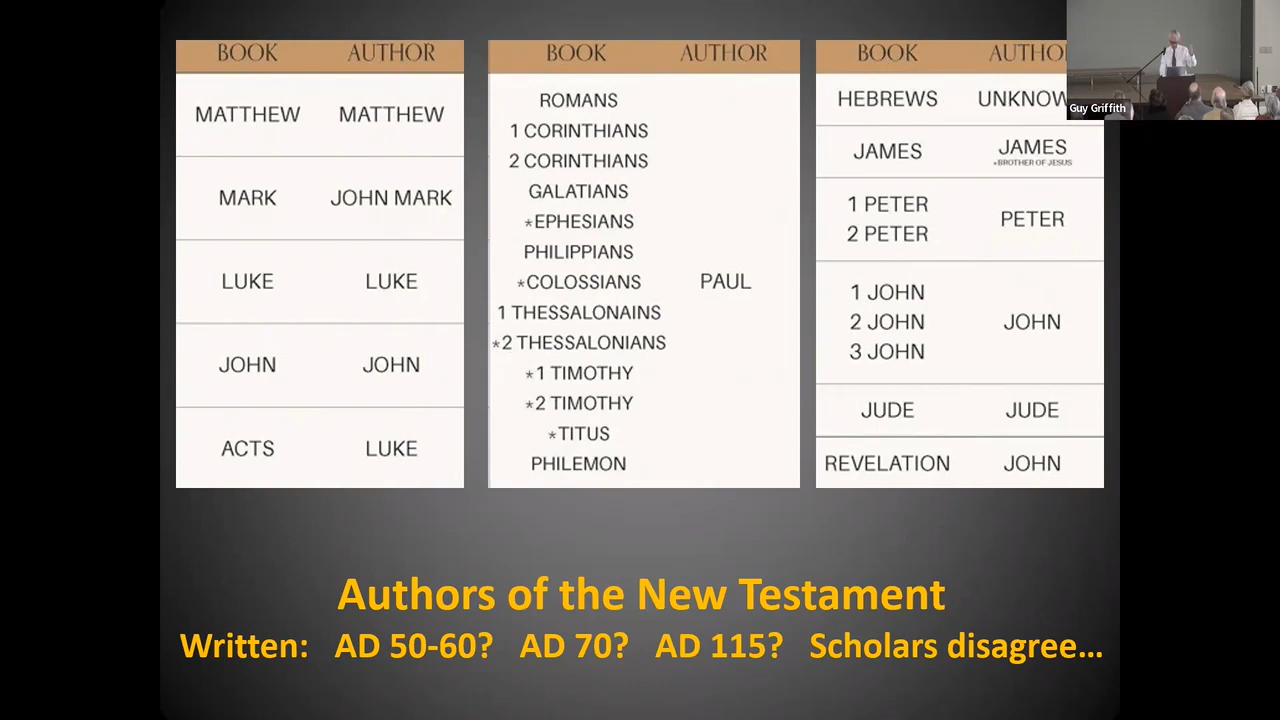 BOOK AUTHOR
MATTHEW MATTHEW
MARK JOHN MARK
LUKE LUKE
JOHN JOHN
ACTS LUKE
BOOK AUTHOR
ROMANS
1 CORINTHIANS
2 CORINTHIANS
GALATIANS
*EPHESIANS
PHILIPPIANS
*COLOSSIANS PAUL
1 THESSALONAINS
*2 THESSALONIANS
*1 TIMOTHY
*2 TIMOTHY
*TITUS
PHILEMON
BOOK AUTHO
HEBREWS UNKNOW
JAMES JAMES
*BROTHER OF JESUS
1 PETER
2 PETER
PETER
1 JOHN
2 JOHN JOHN
3 JOHN
JUDE JUDE
REVELATION JOHN
Guy Griffith
Authors of the New Testament
Written: AD 50-60? AD 70? AD 115? Scholars disagree...